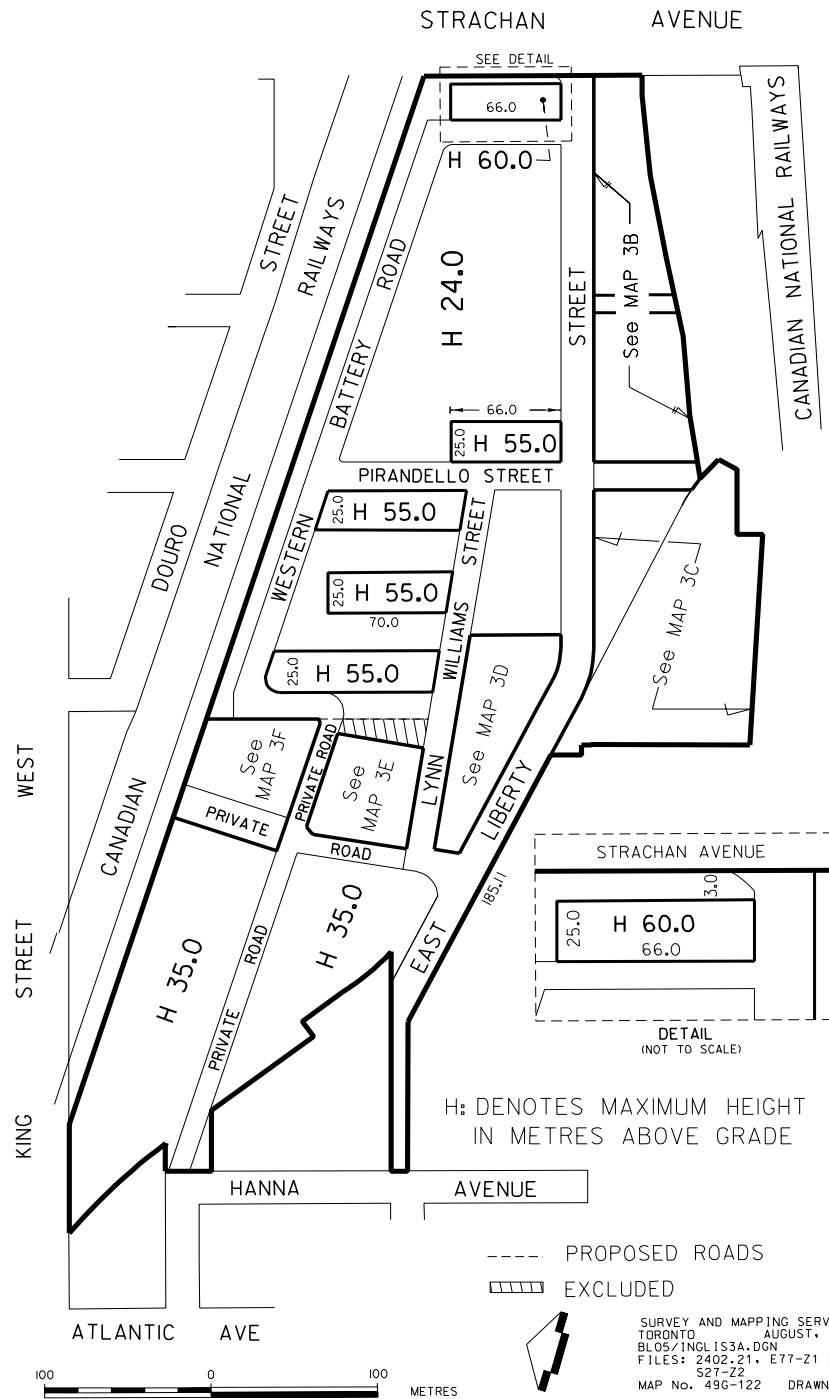 STRACHAN AVENUE
SEE DETAIL
66.0
H 60.0
STREET
RAILWAYS
ROAD
BATTERY
WESTERN
H 24.0
STREET
See MAP 3B
CANADIAN NATIONAL RAILWAYS
66.0
25.0
H 55.0
PIRANDELLO STREET
25.0
H 55.0
STREET
DOURO
NATIONAL
25.0
H 55.0
70.0
WILLIAMS
See MAP 3C
25.0
H 55.0
See MAP 3D
See
MAP 3F
PRIVATE ROAD
See
MAP 3E
LYNN
LIBERTY
WEST
CANADIAN
PRIVATE
ROAD
185.11
EAST
STRACHAN AVENUE
3.0
25.0
H 60.0
66.0
DETAIL
(NOT TO SCALE)
H 35.0
H 35.0
ROAD
PRIVATE
STREET
KING
H: DENOTES MAXIMUM HEIGHT
IN METRES ABOVE GRADE
HANNA AVENUE
PROPOSED ROADS
EXCLUDED
ATLANTIC AVE
SURVEY AND MAPPING SERV
TORONTO AUGUST,
BL05/INGLIS3A.DGN
FILES: 2402.21, E77-Z1
S27-Z2
MAP No. 49G-122 DRAWN
100 0 100
METRES